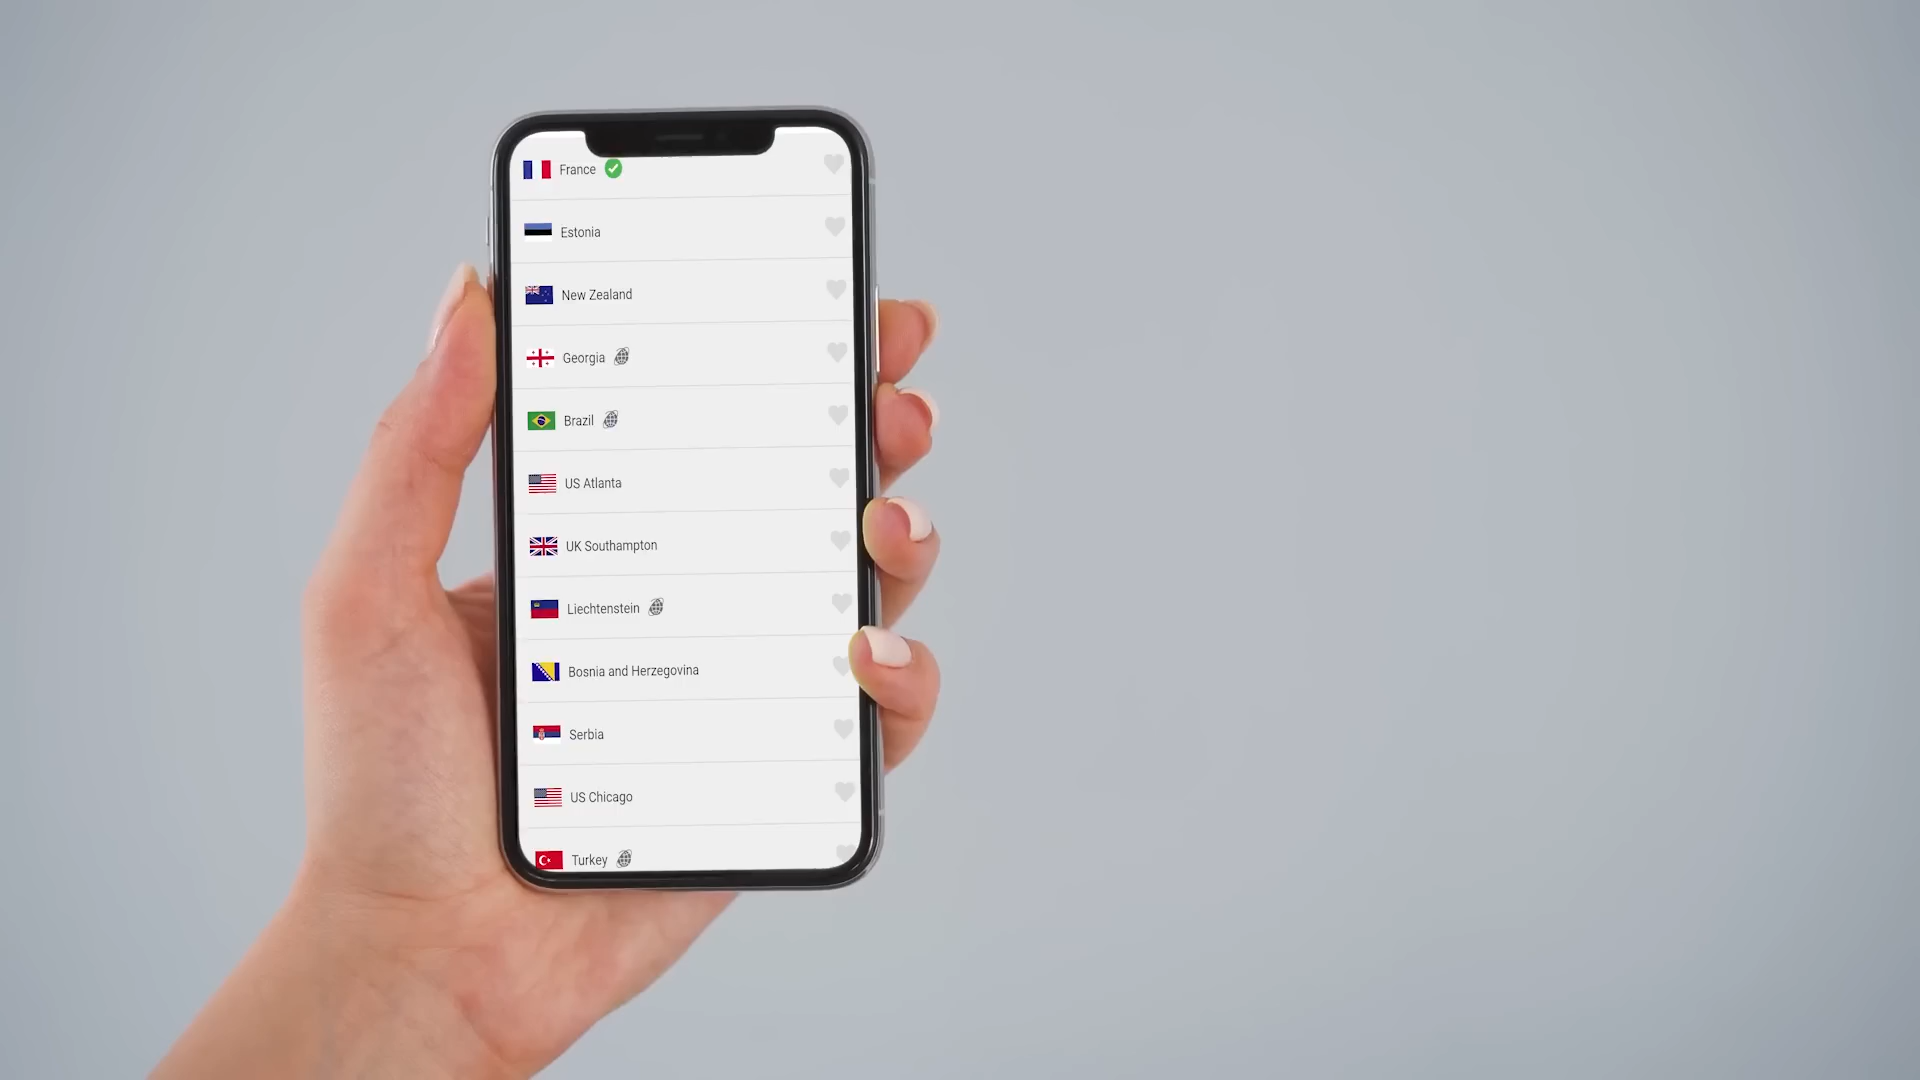 France
Estonia
New Zealand
Georgia
Brazil
US Atlanta
UK Southampton
Liechtenstein
Bosnia and Herzegovina
Serbia
US Chicago
Turkey